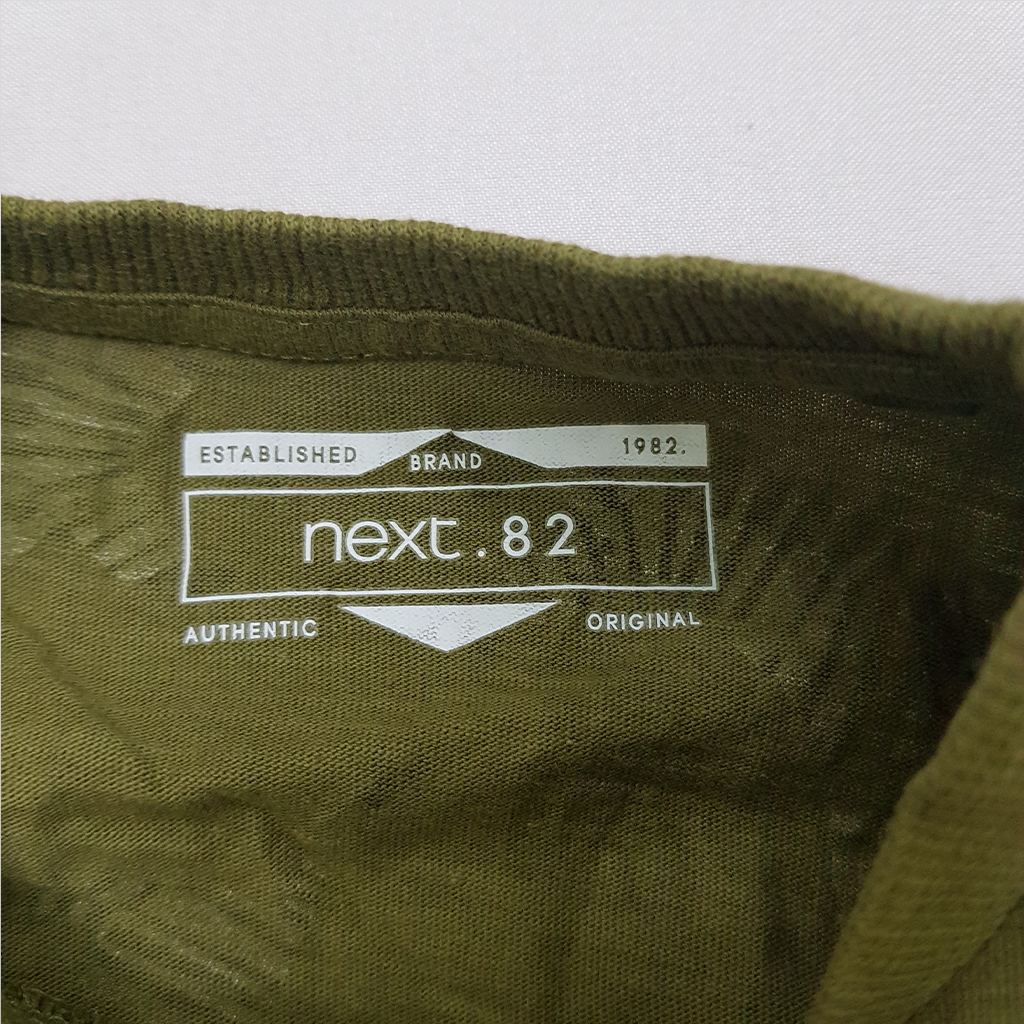 ESTABLISHED BRAND 1982.
next.82
AUTHENTIC ORIGINAL